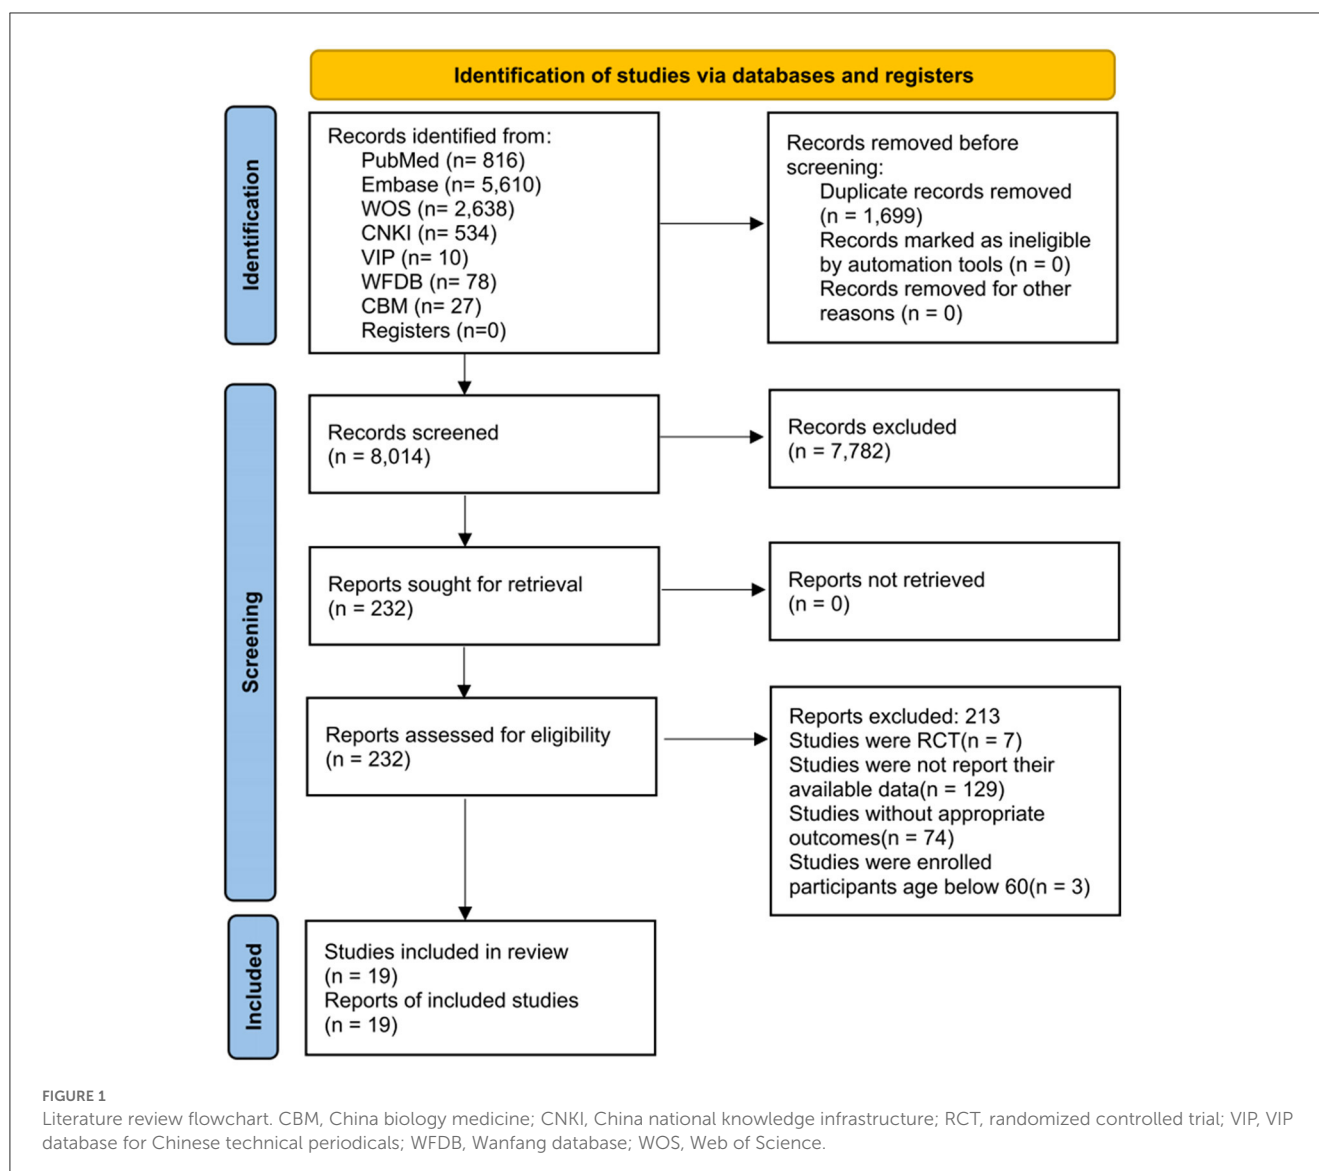 Identification of studies via databases and registers
Identification
Records identified from:
PubMed (n= 816)
Embase (n= 5,610)
WOS (n= 2,638)
CNKI (n= 534)
VIP (n= 10)
WFDB (n= 78)
CBM (n= 27)
Registers (n=0)
Records removed before
screening:
Duplicate records removed
(n = 1,699)
Records marked as ineligible
by automation tools (n = 0)
Records removed for other
reasons (n = 0)
Screening
Records screened
(n = 8,014)
Records excluded
(n = 7,782)
Reports sought for retrieval
(n = 232)
Reports not retrieved
(n = 0)
Reports assessed for eligibility
(n = 232)
Reports excluded: 213
Studies were RCT(n = 7)
Studies were not report their
available data(n = 129)
Studies without appropriate
outcomes(n = 74)
Studies were enrolled
participants age below 60(n = 3)
Included
Studies included in review
(n = 19)
Reports of included studies
(n = 19)
FIGURE 1
Literature review flowchart. CBM, China biology medicine; CNKI, China national knowledge infrastructure; RCT, randomized controlled trial; VIP, VIP
database for Chinese technical periodicals; WFDB, Wanfang database; WOS, Web of Science.